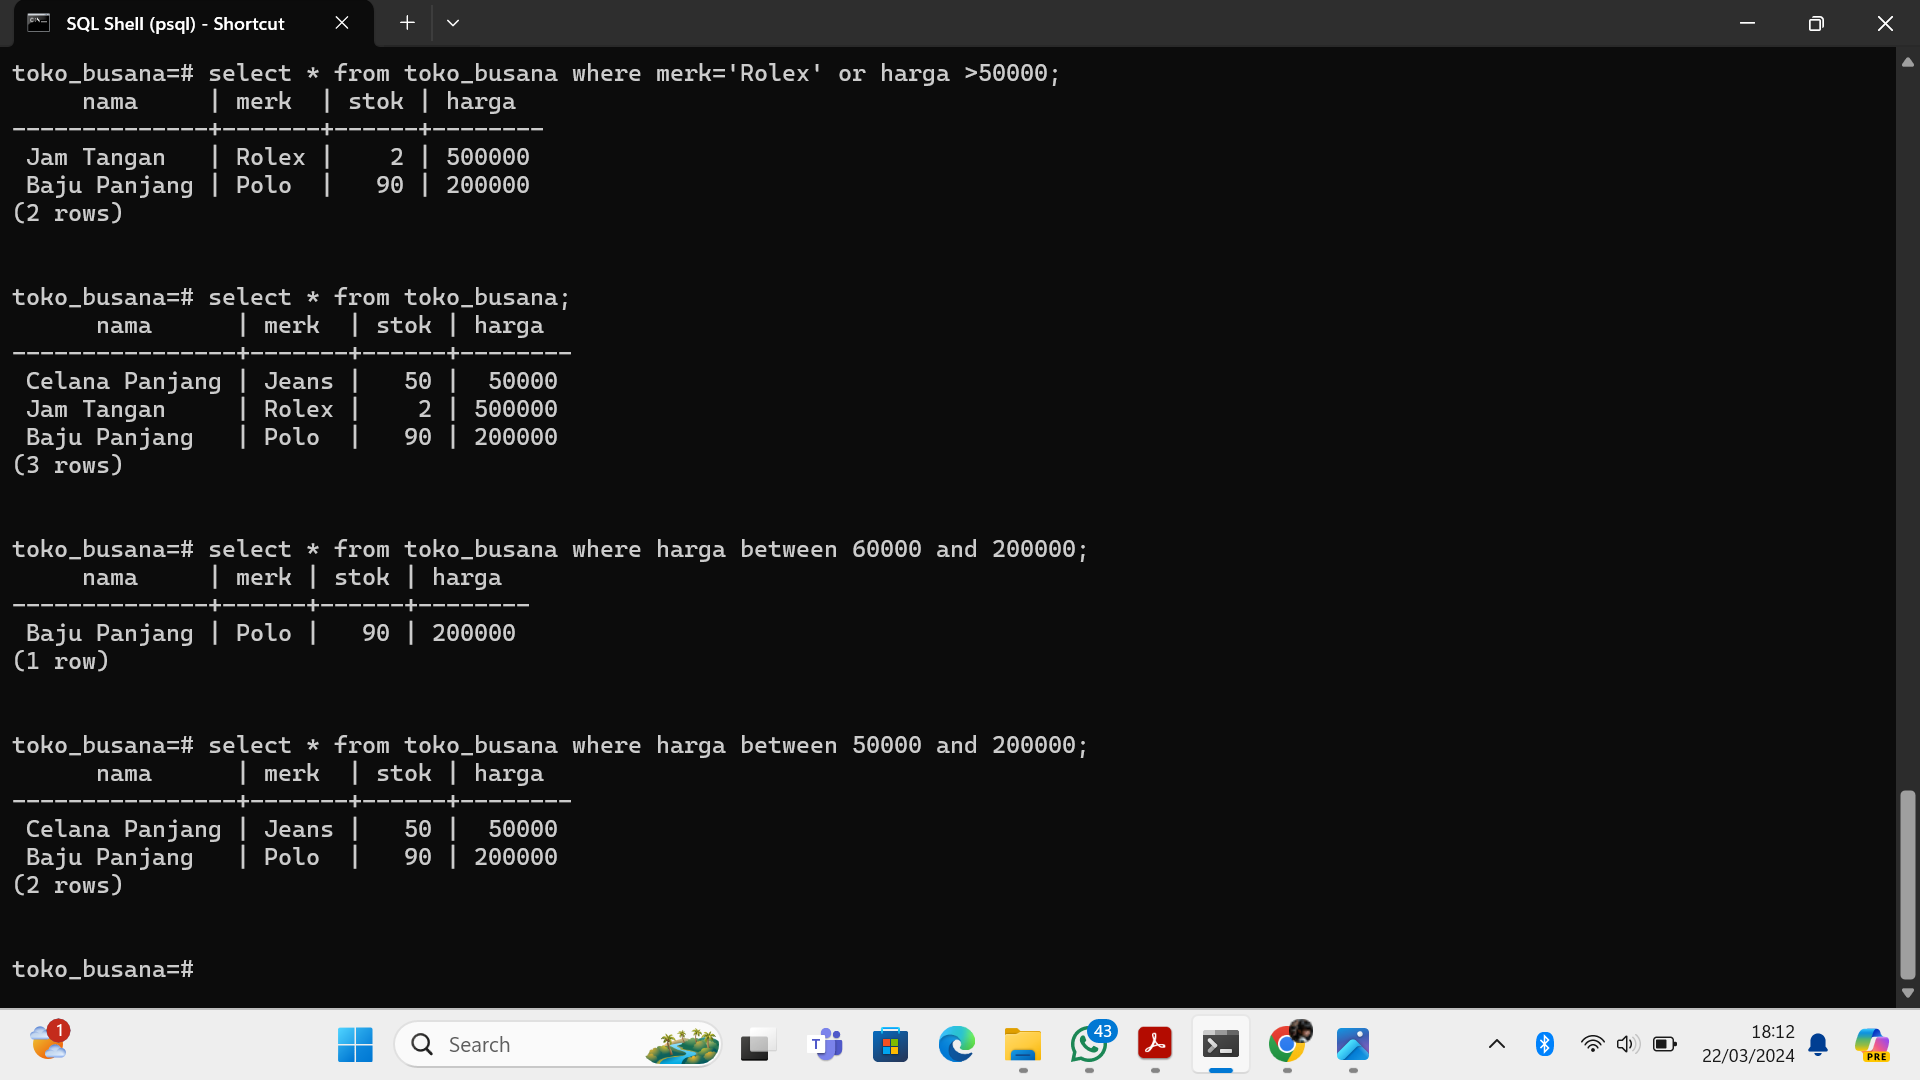 SQL Shell (psql) - Shortcut
toko_busana=# select * from toko_busana where merk='Rolex' or harga >50000;
     nama     | merk  | stok | harga
--------------+-------+------+--------
 Jam Tangan   | Rolex |    2 | 500000
 Baju Panjang | Polo  |   90 | 200000
(2 rows)
toko_busana=# select * from toko_busana;
      nama      | merk  | stok | harga
----------------+-------+------+--------
 Celana Panjang | Jeans |   50 |  50000
 Jam Tangan     | Rolex |    2 | 500000
 Baju Panjang   | Polo  |   90 | 200000
(3 rows)
toko_busana=# select * from toko_busana where harga between 60000 and 200000;
     nama     | merk | stok | harga
--------------+------+------+--------
 Baju Panjang | Polo |   90 | 200000
(1 row)
toko_busana=# select * from toko_busana where harga between 50000 and 200000;
      nama      | merk  | stok | harga
----------------+-------+------+--------
 Celana Panjang | Jeans |   50 |  50000
 Baju Panjang   | Polo  |   90 | 200000
(2 rows)
toko_busana=#
1
Search
T
43
18:12
22/03/2024
PRE